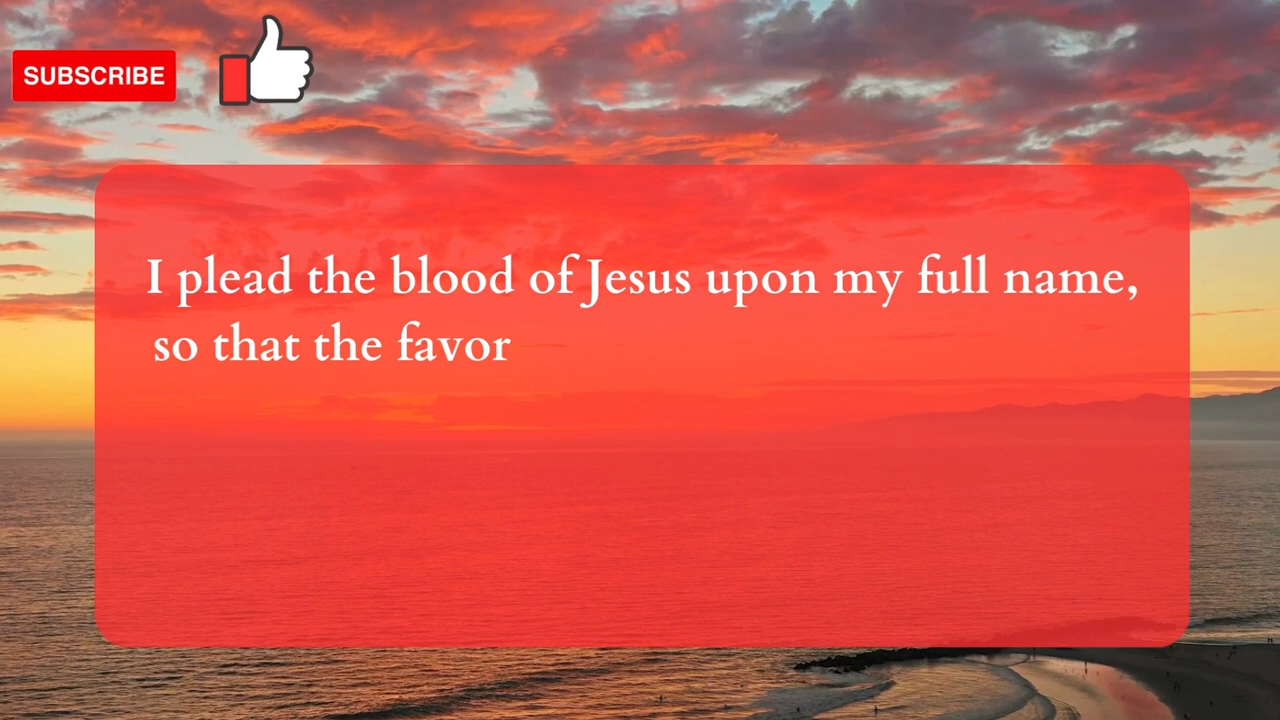 SUBSCRIBE
I plead the blood of Jesus upon my full name,
so that the favor